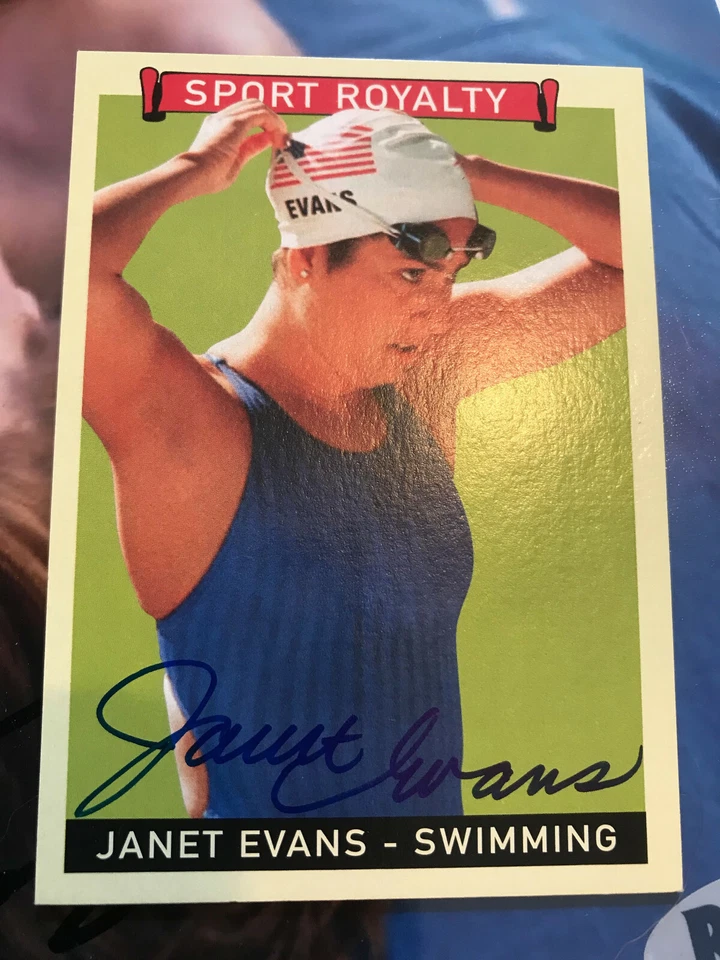 SPORT ROYALTY
EVANS
Janet Evans
JANET EVANS - SWIMMING